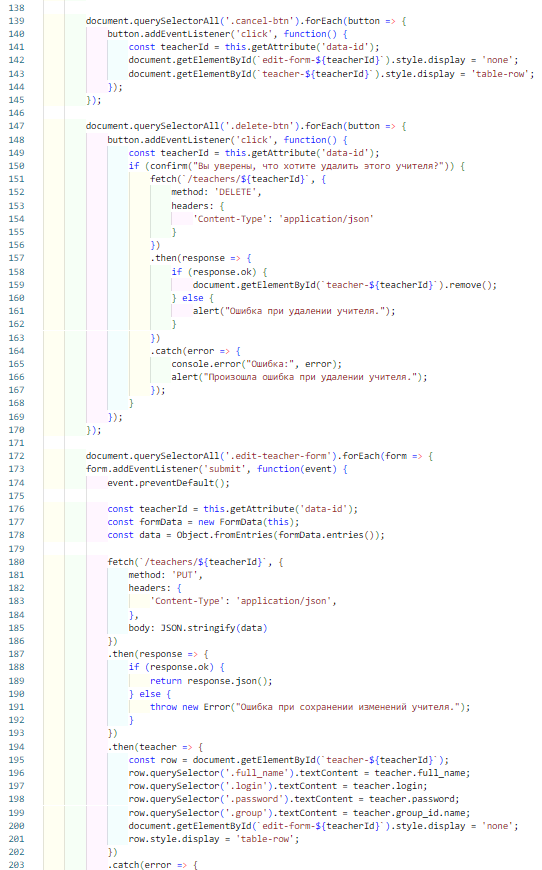 138
139 document.querySelectorAll('.cancel-btn').forEach(button => {
140 button.addEventListener('click', function() {
141 const teacherId = this.getAttribute('data-id');
142 document.getElementById(`edit-form-${teacherId}`).style.display = 'none';
143 document.getElementById(`teacher-${teacherId}`).style.display = 'table-row';
144 });
145 });
146
147 document.querySelectorAll('.delete-btn').forEach(button => {
148 button.addEventListener('click', function() {
149 const teacherId = this.getAttribute('data-id');
150 if (confirm("Вы уверены, что хотите удалить этого учителя?")) {
151 fetch(`/teachers/${teacherId}`, {
152 method: 'DELETE',
153 headers: {
154 'Content-Type': 'application/json'
155 }
156 })
157 .then(response => {
158 if (response.ok) {
159 document.getElementById(`teacher-${teacherId}`).remove();
160 } else {
161 alert("Ошибка при удалении учителя.");
162 }
163 })
164 .catch(error => {
165 console.error("Ошибка:", error);
166 alert("Произошла ошибка при удалении учителя.");
167 });
168 }
169 });
170 });
171
172 document.querySelectorAll('.edit-teacher-form').forEach(form => {
173 form.addEventListener('submit', function(event) {
174 event.preventDefault();
175
176 const teacherId = this.getAttribute('data-id');
177 const formData = new FormData(this);
178 const data = Object.fromEntries(formData.entries());
179
180 fetch(`/teachers/${teacherId}`, {
181 method: 'PUT',
182 headers: {
183 'Content-Type': 'application/json',
184 },
185 body: JSON.stringify(data)
186 })
187 .then(response => {
188 if (response.ok) {
189 return response.json();
190 } else {
191 throw new Error("Ошибка при сохранении изменений учителя.");
192 }
193 })
194 .then(teacher => {
195 const row = document.getElementById(`teacher-${teacherId}`);
196 row.querySelector('.full_name').textContent = teacher.full_name;
197 row.querySelector('.login').textContent = teacher.login;
198 row.querySelector('.password').textContent = teacher.password;
199 row.querySelector('.group').textContent = teacher.group_id.name;
200 document.getElementById(`edit-form-${teacherId}`).style.display = 'none';
201 row.style.display = 'table-row';
202 })
203 .catch(error => {